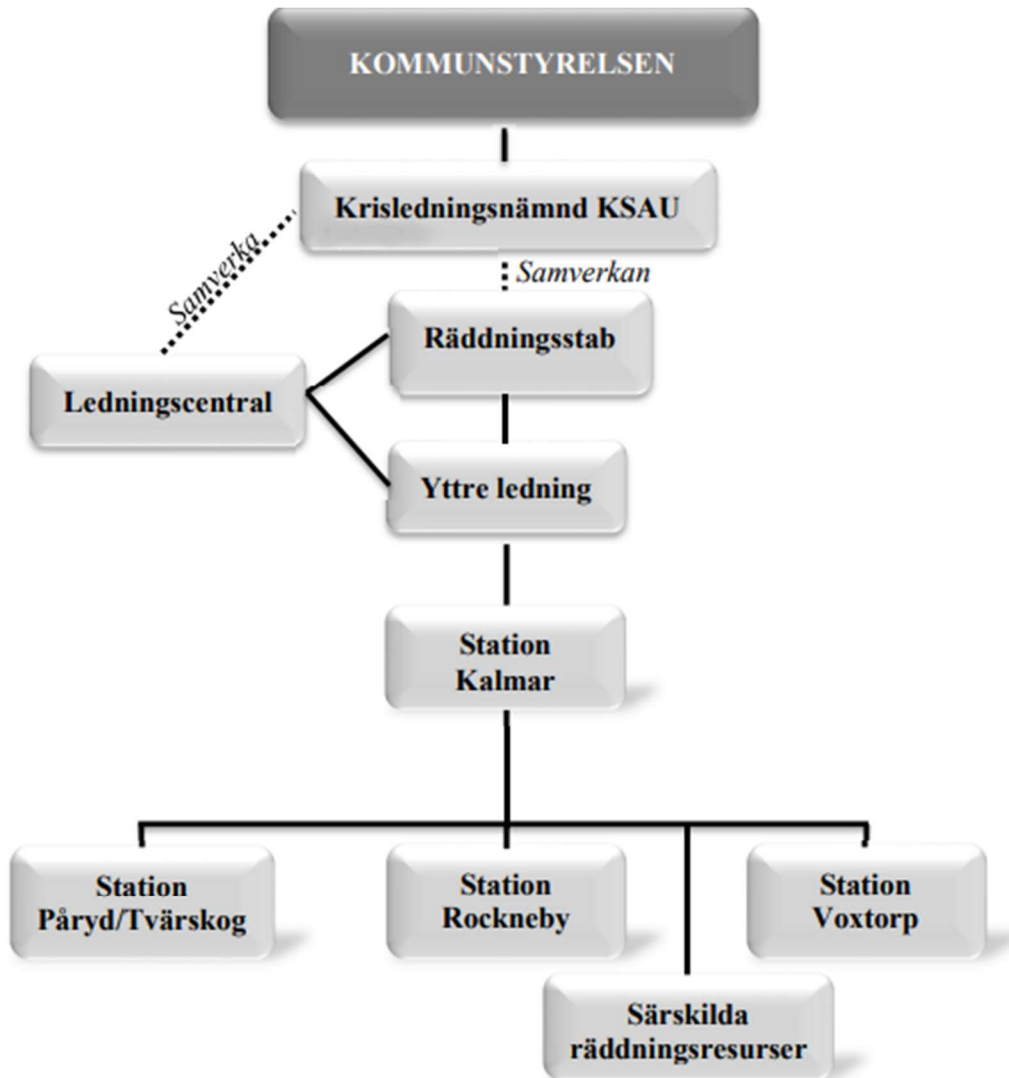 KOMMUNSTYRELSEN
Krisledningsnämnd KSAU
Samverka
Samverkan
Räddningsstab
Ledningscentral
Yttre ledning
Station
Kalmar
Station
Påryd/Tvärskog
Station
Rockneby
Station
Voxtorp
Särskilda
räddningsresurser